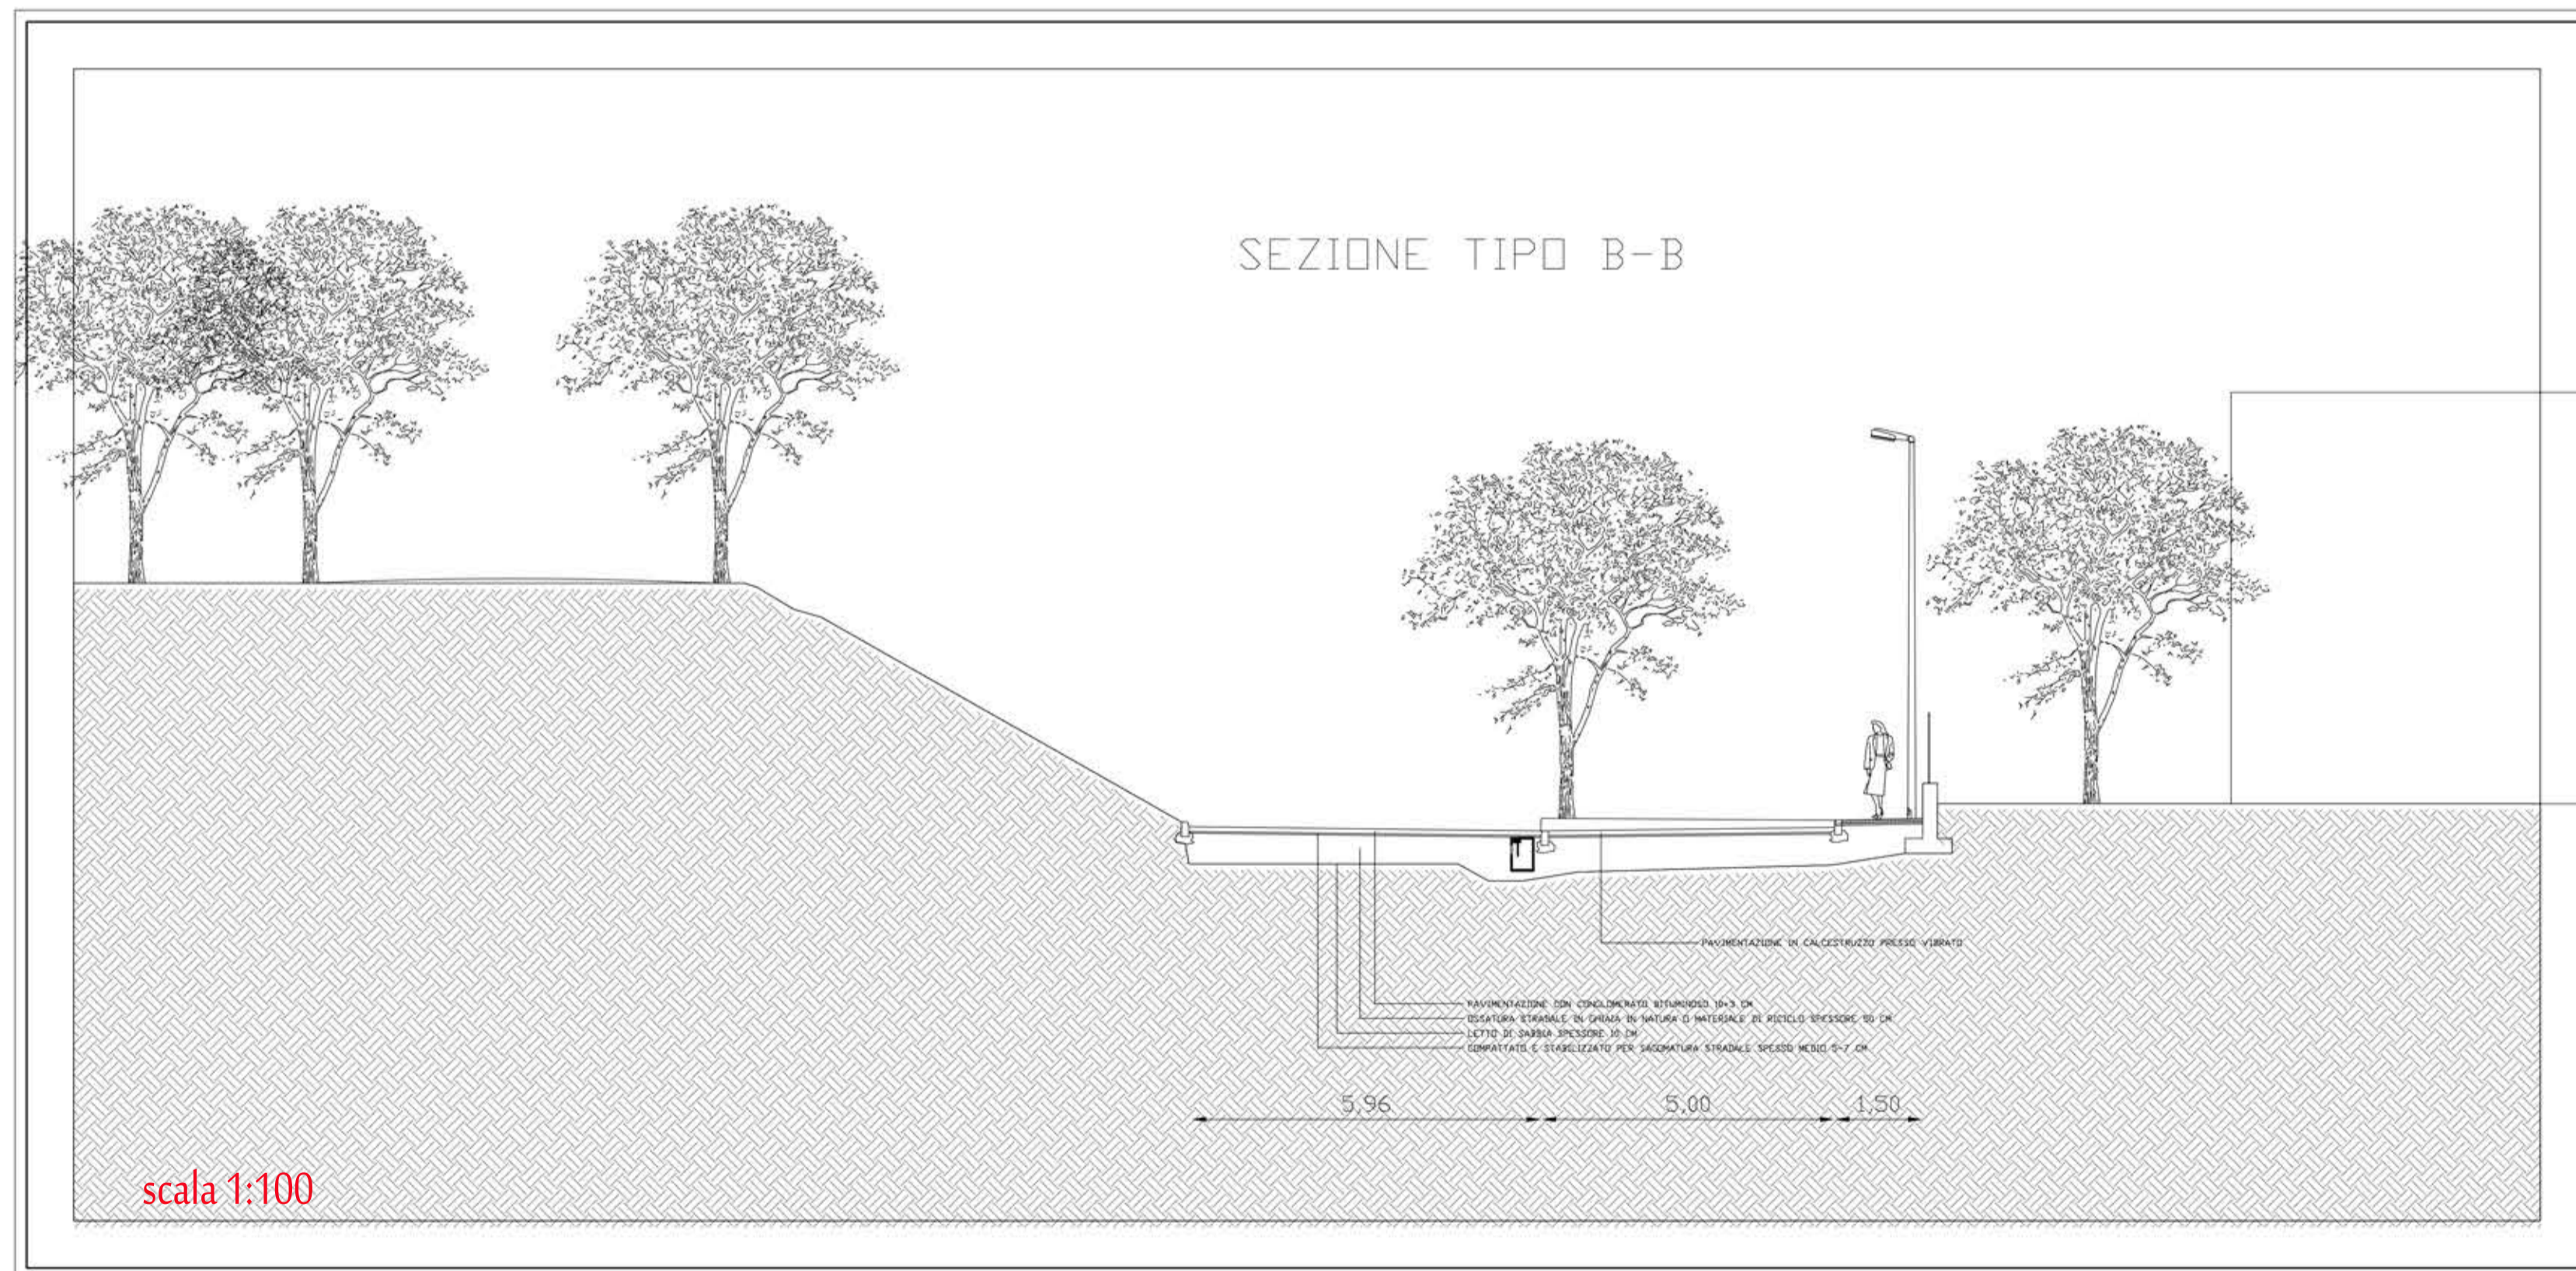 SEZIONE TIPO B-B
PAVIMENTAZIONE IN CALCESTRUZZO PRESSO VIBRATO
PAVIMENTAZIONE CON CONGLOMERATO BITUMINOSO 10+3 CM
OSSATURA STRADALE IN GHIAIA IN NATURA O MATERIALE DI RICICLO SPESSORE 50 CM
LETTO DI SABBIA SPESSORE 10 CM
COMPATTATO E STABILIZZATO PER SAGOMATURA STRADALE SPESSO MEDIO 5-7 CM
5,96 5,00 1,50
scala 1:100